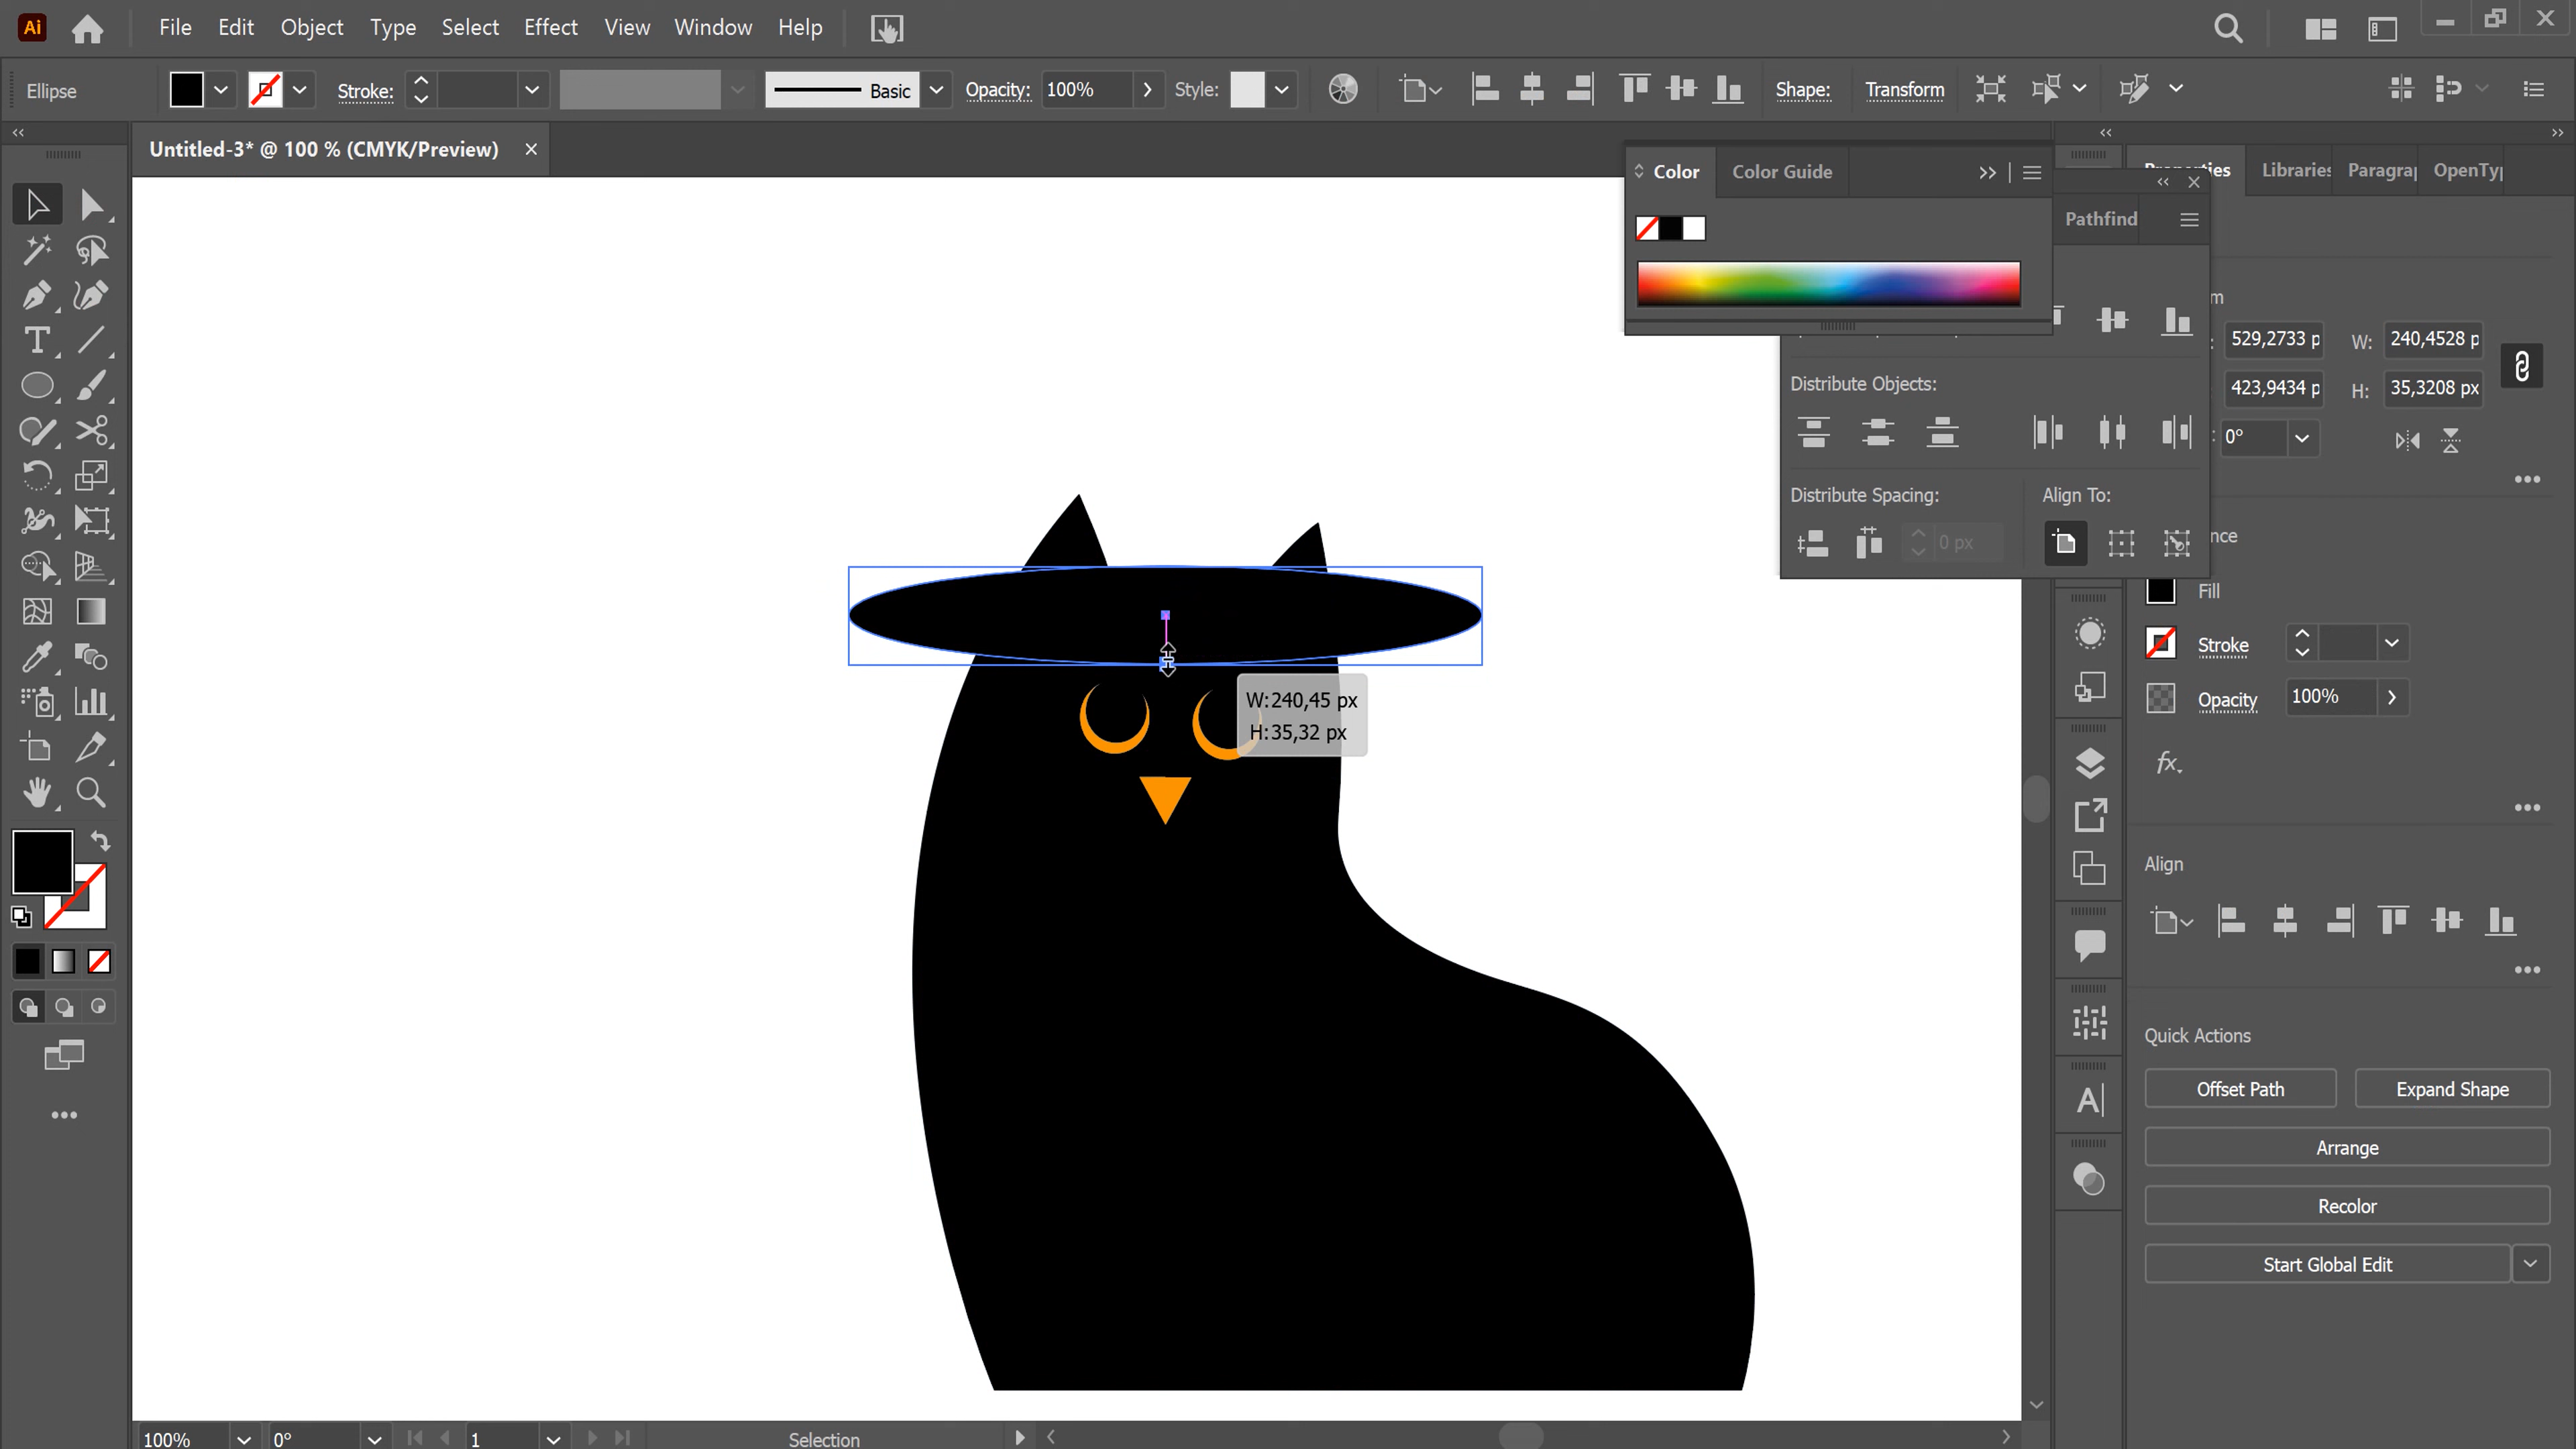 Ai File Edit Object Type Select Effect View Window Help
Ellipse Stroke: Basic Opacity: 100% Style: Shape: Transform
Untitled-3* @ 100 % (CMYK/Preview)
Color Color Guide
Libraries OpenTy
Pathfind
529,2733 p W: 240,4528 p
423,9434 p H: 35,3208 px
0°
Distribute Objects:
Distribute Spacing: Align To:
0 px
Fill
Stroke
Opacity 100%
fx
W:240,45 px
H:35,32 px
Align
Quick Actions
Offset Path Expand Shape
Arrange
Recolor
Start Global Edit
100% 0° 1 Selection